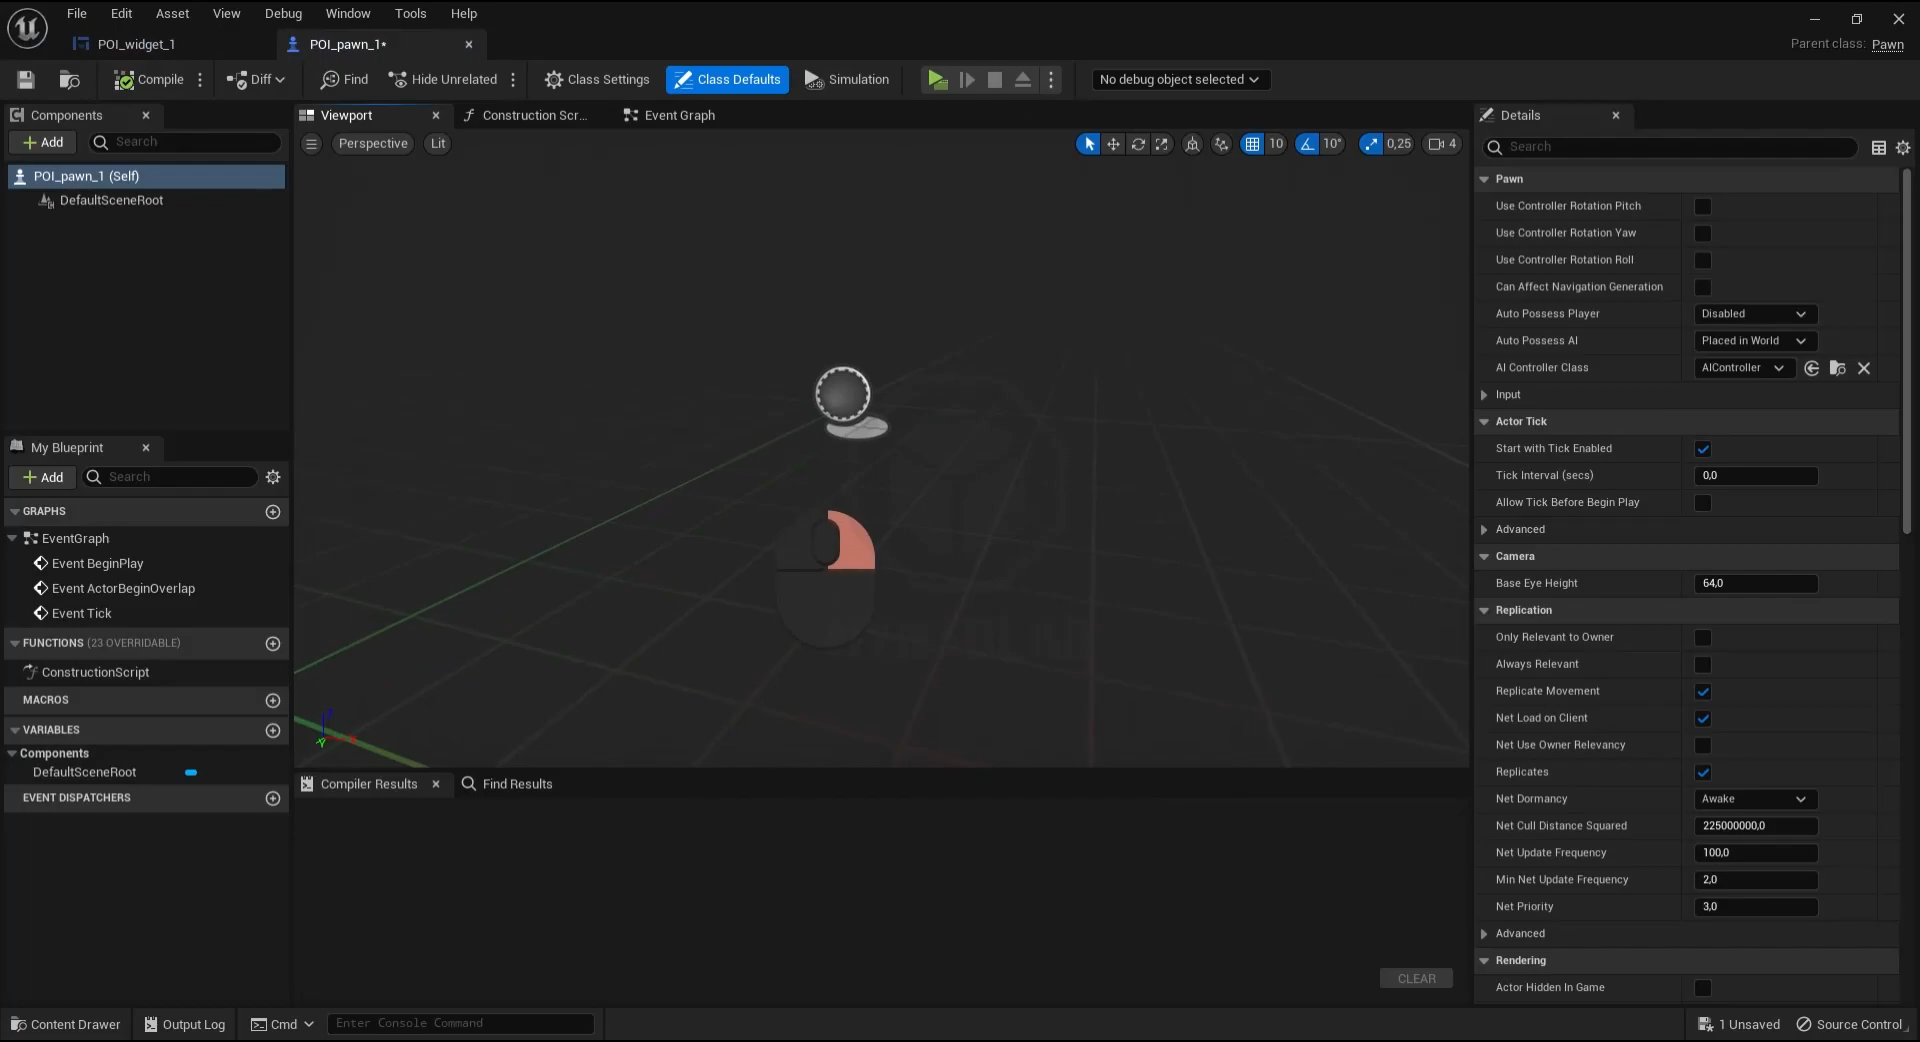 File Edit Asset View Debug Window Tools Help
POI_widget_1
POI_pawn_1*
Parent class: Pawn
Compile
Diff
Find
Hide Unrelated
Class Settings
Class Defaults
Simulation
No debug object selected
Components
Add
Search
POI_pawn_1 (Self)
DefaultSceneRoot
My Blueprint
Add
Search
GRAPHS
EventGraph
Event BeginPlay
Event ActorBeginOverlap
Event Tick
FUNCTIONS (23 OVERRIDABLE)
ConstructionScript
MACROS
VARIABLES
Components
DefaultSceneRoot
EVENT DISPATCHERS
Viewport
Construction Scr...
Event Graph
Perspective
Lit
10
10°
0,25
4
Compiler Results
Find Results
CLEAR
Details
Search
Pawn
Use Controller Rotation Pitch
Use Controller Rotation Yaw
Use Controller Rotation Roll
Can Affect Navigation Generation
Auto Possess Player Disabled
Auto Possess AI Placed in World
AI Controller Class AIController
Input
Actor Tick
Start with Tick Enabled
Tick Interval (secs) 0,0
Allow Tick Before Begin Play
Advanced
Camera
Base Eye Height 64,0
Replication
Only Relevant to Owner
Always Relevant
Replicate Movement
Net Load on Client
Net Use Owner Relevancy
Replicates
Net Dormancy Awake
Net Cull Distance Squared 225000000,0
Net Update Frequency 100,0
Min Net Update Frequency 2,0
Net Priority 3,0
Advanced
Rendering
Actor Hidden In Game
Content Drawer
Output Log
Cmd
Enter Console Command
1 Unsaved
Source Control